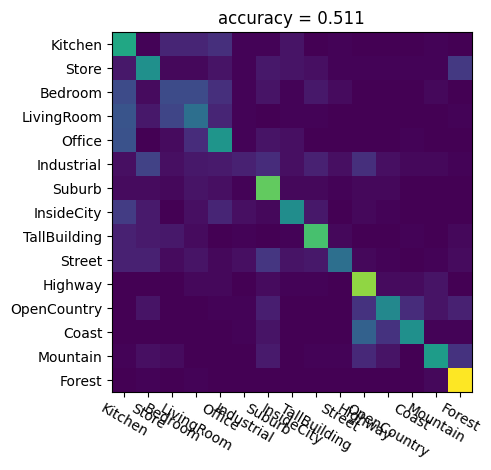 accuracy = 0.511
Kitchen
Store
Bedroom
LivingRoom
Office
Industrial
Suburb
InsideCity
TallBuilding
Street
Highway
OpenCountry
Coast
Mountain
Forest
Kitchen
Store
Bedroom
LivingRoom
Office
Industrial
Suburb
InsideCity
TallBuilding
Street
Highway
OpenCountry
Coast
Mountain
Forest